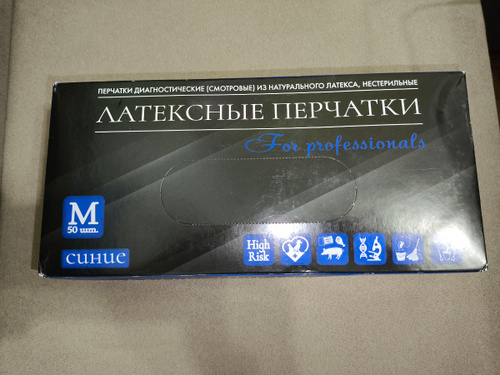 ПЕРЧАТКИ ДИАГНОСТИЧЕСКИЕ (СМОТРОВЫЕ) ИЗ НАТУРАЛЬНОГО ЛАТЕКСА, НЕСТЕРИЛЬНЫЕ
ЛАТЕКСНЫЕ ПЕРЧАТКИ
For professionals
M
50 шт.
синие
High
Risk